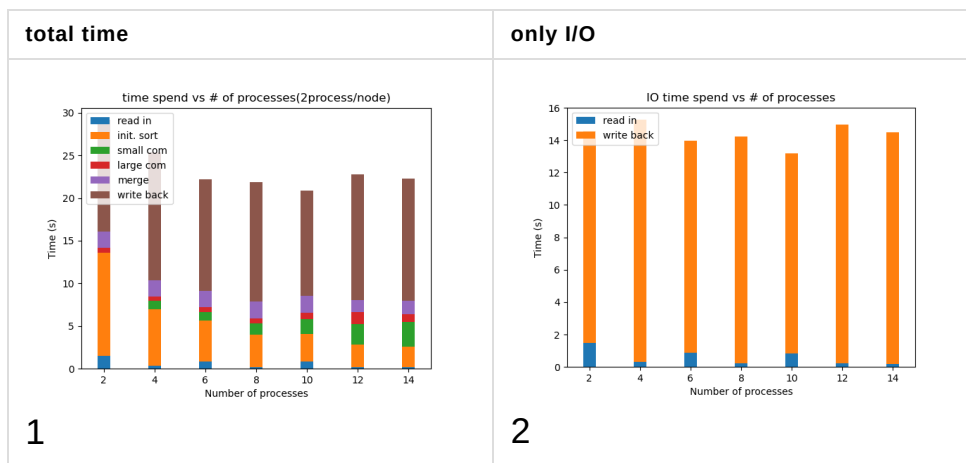 total time
only I/O
time spend vs # of processes(2process/node)
30
25
20
15
10
5
0
Time (s)
read in
init. sort
small com
large com
merge
write back
2 4 6 8 10 12 14
Number of processes
1
IO time spend vs # of processes
16
14
12
10
8
6
4
2
0
Time (s)
read in
write back
2 4 6 8 10 12 14
Number of processes
2